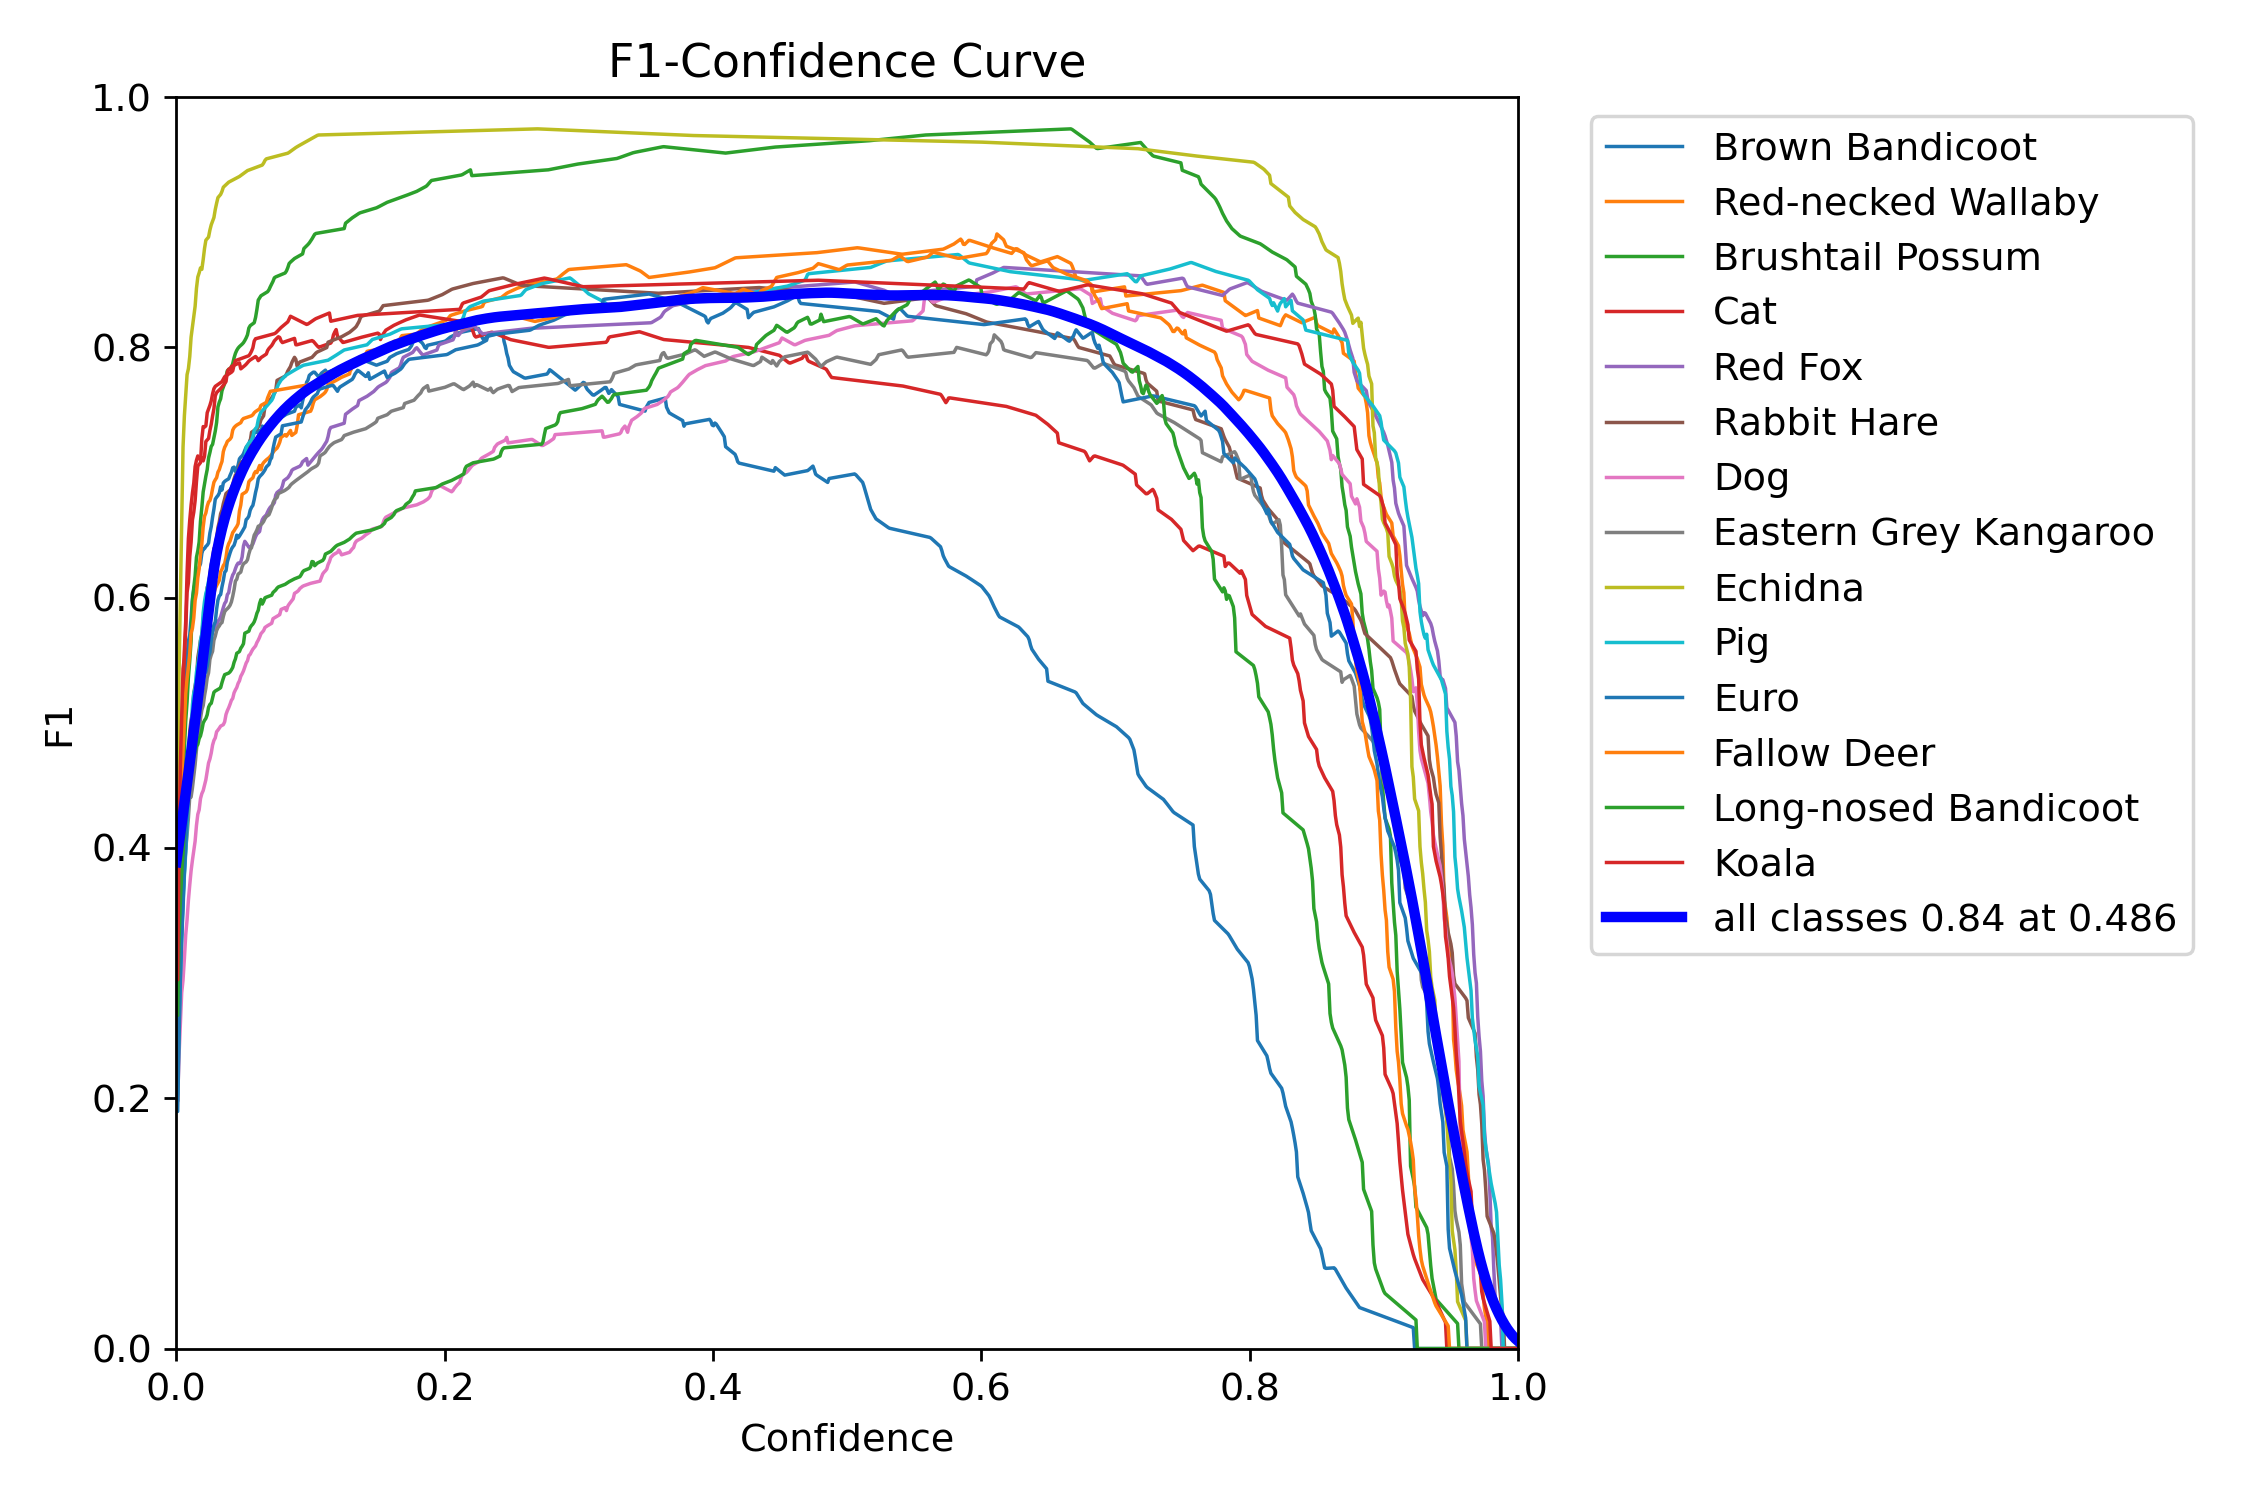 F1-Confidence Curve
1.0
0.8
0.6
0.4
0.2
0.0
F1
0.0 0.2 0.4 0.6 0.8 1.0
Confidence
Brown Bandicoot
Red-necked Wallaby
Brushtail Possum
Cat
Red Fox
Rabbit Hare
Dog
Eastern Grey Kangaroo
Echidna
Pig
Euro
Fallow Deer
Long-nosed Bandicoot
Koala
all classes 0.84 at 0.486